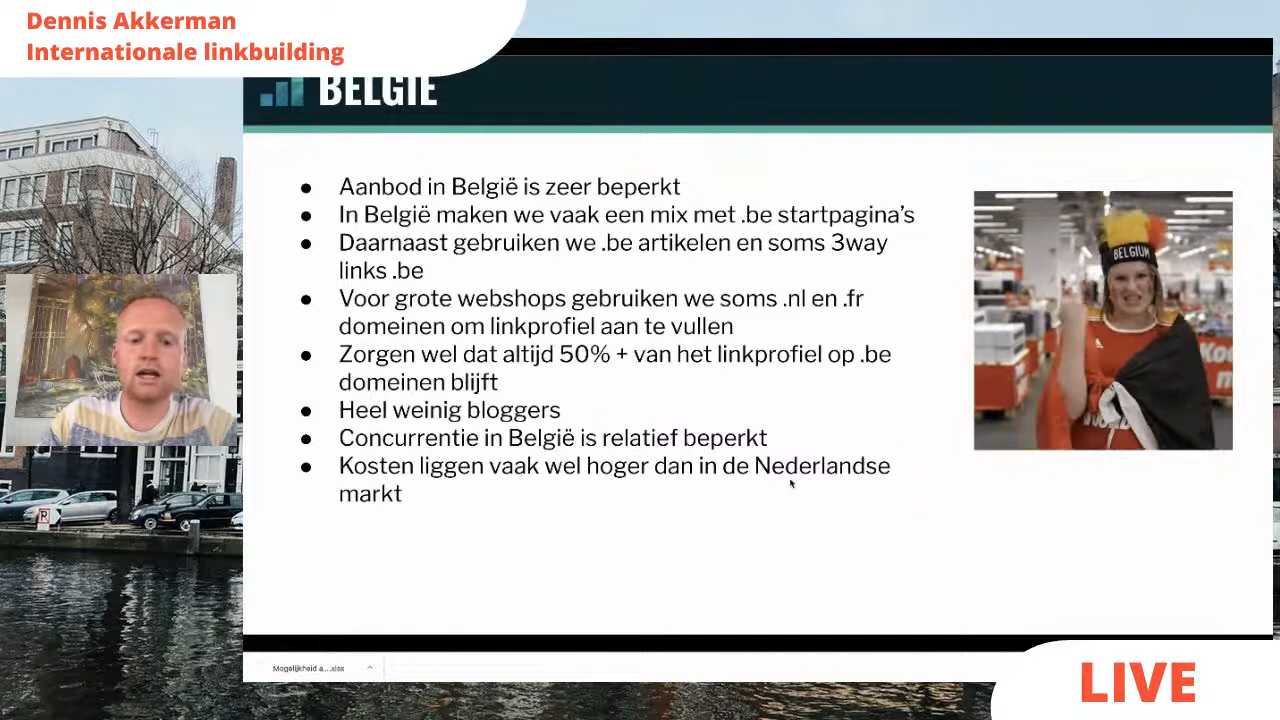 Dennis Akkerman
Internationale linkbuilding
BELGIË
● Aanbod in België is zeer beperkt
● In België maken we vaak een mix met .be startpagina's
● Daarnaast gebruiken we .be artikelen en soms 3way
links .be
● Voor grote webshops gebruiken we soms .nl en .fr
domeinen om linkprofiel aan te vullen
● Zorgen wel dat altijd 50% + van het linkprofiel op .be
domeinen blijft
● Heel weinig bloggers
● Concurrentie in België is relatief beperkt
● Kosten liggen vaak wel hoger dan in de Nederlandse
markt
BELGIUM
Mogelijkheid a....xlsx
LIVE